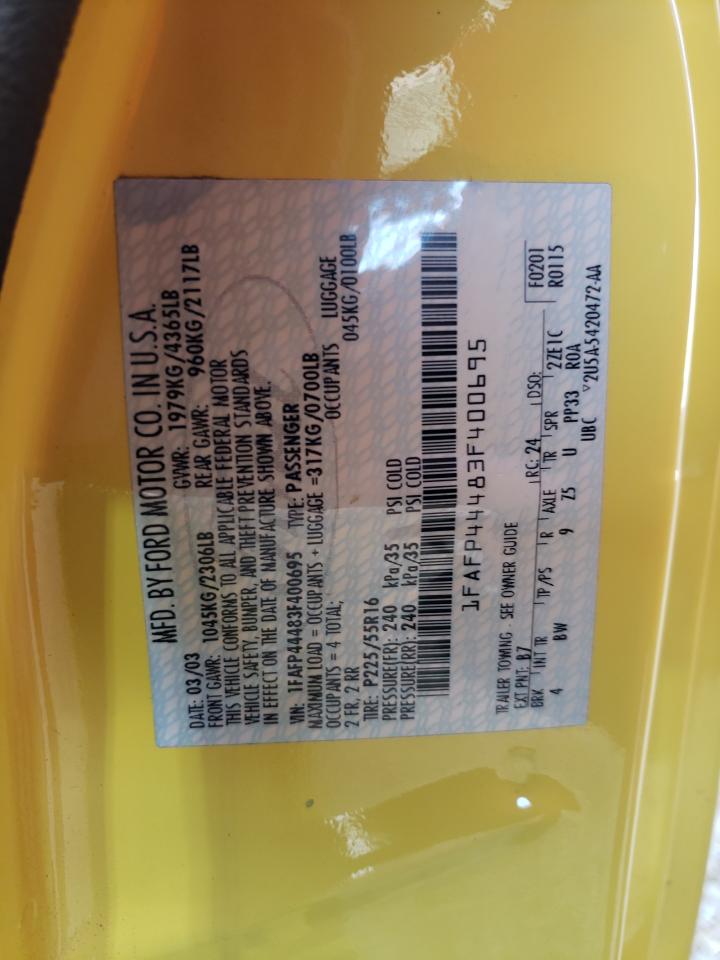 MFD. BY FORD MOTOR CO. IN U.S.A.
DATE: 03/03 GVWR: 1979KG/4365LB
FRONT GAWR: 1045KG/2306LB REAR GAWR: 960KG/2117LB
THIS VEHICLE CONFORMS TO ALL APPLICABLE FEDERAL MOTOR
VEHICLE SAFETY, BUMPER, AND THEFT PREVENTION STANDARDS
IN EFFECT ON THE DATE OF MANUFACTURE SHOWN ABOVE.
VIN: 1FAFP44483F400695 TYPE: PASSENGER
MAXIMUM LOAD = OCCUPANTS + LUGGAGE =317KG/0700LB
OCCUPANTS = 4 TOTAL; OCCUPANTS LUGGAGE
2 FR, 2 RR 045KG/0100LB
TIRE: P225/55R16
PRESSURE(FR): 240 kPa/35 PSI COLD
PRESSURE(RR): 240 kPa/35 PSI COLD
1FAFP44483F400695
TRAILER TOWING - SEE OWNER GUIDE F0201
EXT PNT: B7 RC: 24 DSO: R0115
BRK INT TR TP/PS R AXLE TR SPR 2ZE1C
4 BW 9 Z5 U PP33 ROA
UBC ▽2U5A-5420472-AA